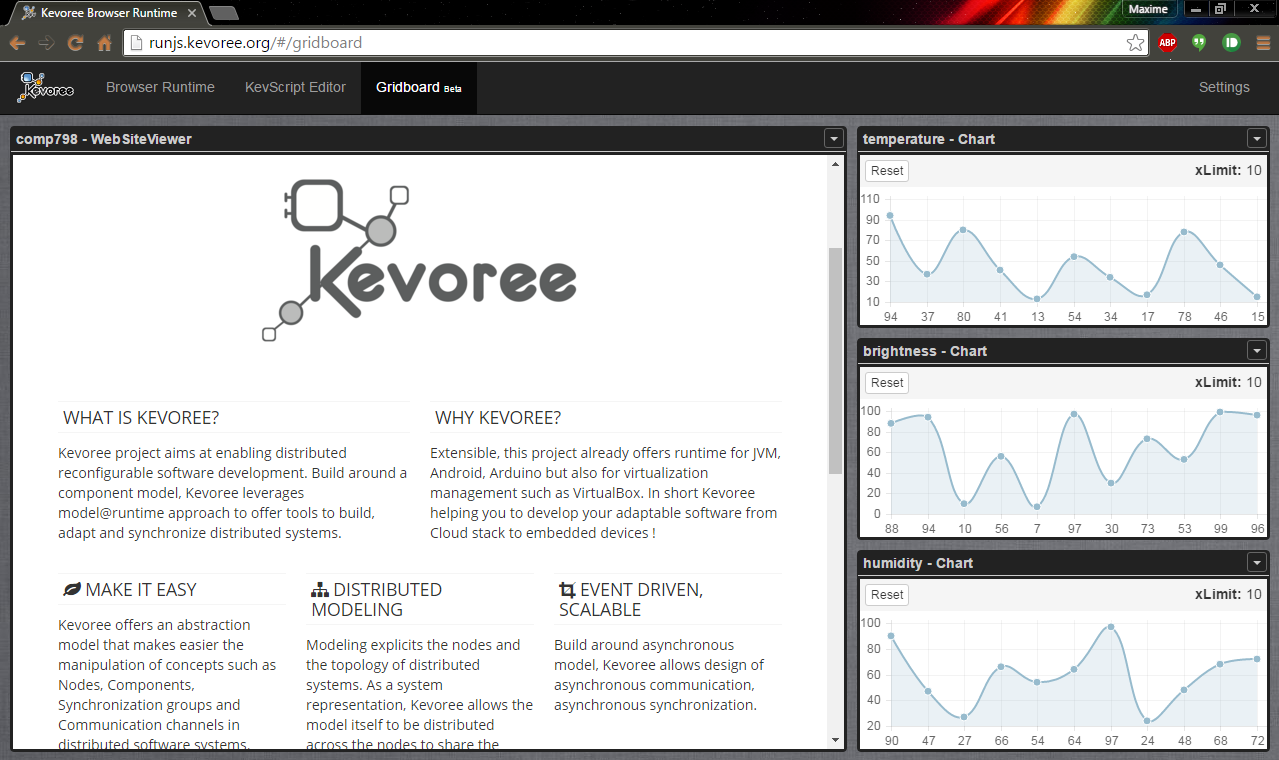 Kevoree Browser Runtime
Maxime
runjs.kevoree.org/#/gridboard
ABP
Kevoree
Browser Runtime
KevScript Editor
Gridboard Beta
Settings
comp798 - WebSiteViewer
Kevoree
WHAT IS KEVOREE?
Kevoree project aims at enabling distributed
reconfigurable software development. Build around a
component model, Kevoree leverages
model@runtime approach to offer tools to build,
adapt and synchronize distributed systems.
WHY KEVOREE?
Extensible, this project already offers runtime for JVM,
Android, Arduino but also for virtualization
management such as VirtualBox. In short Kevoree
helping you to develop your adaptable software from
Cloud stack to embedded devices !
MAKE IT EASY
Kevoree offers an abstraction
model that makes easier the
manipulation of concepts such as
Nodes, Components,
Synchronization groups and
Communication channels in
distributed software systems.
DISTRIBUTED
MODELING
Modeling explicits the nodes and
the topology of distributed
systems. As a system
representation, Kevoree allows the
model itself to be distributed
across the nodes to share the
EVENT DRIVEN,
SCALABLE
Build around asynchronous
model, Kevoree allows design of
asynchronous communication,
asynchronous synchronization.
temperature - Chart
Reset
xLimit: 10
110
90
70
50
30
10
94 37 80 41 13 54 34 17 78 46 15
brightness - Chart
Reset
xLimit: 10
100
80
60
40
20
0
88 94 10 56 7 97 30 73 53 99 96
humidity - Chart
Reset
xLimit: 10
100
80
60
40
20
90 47 27 66 54 64 97 24 48 68 72